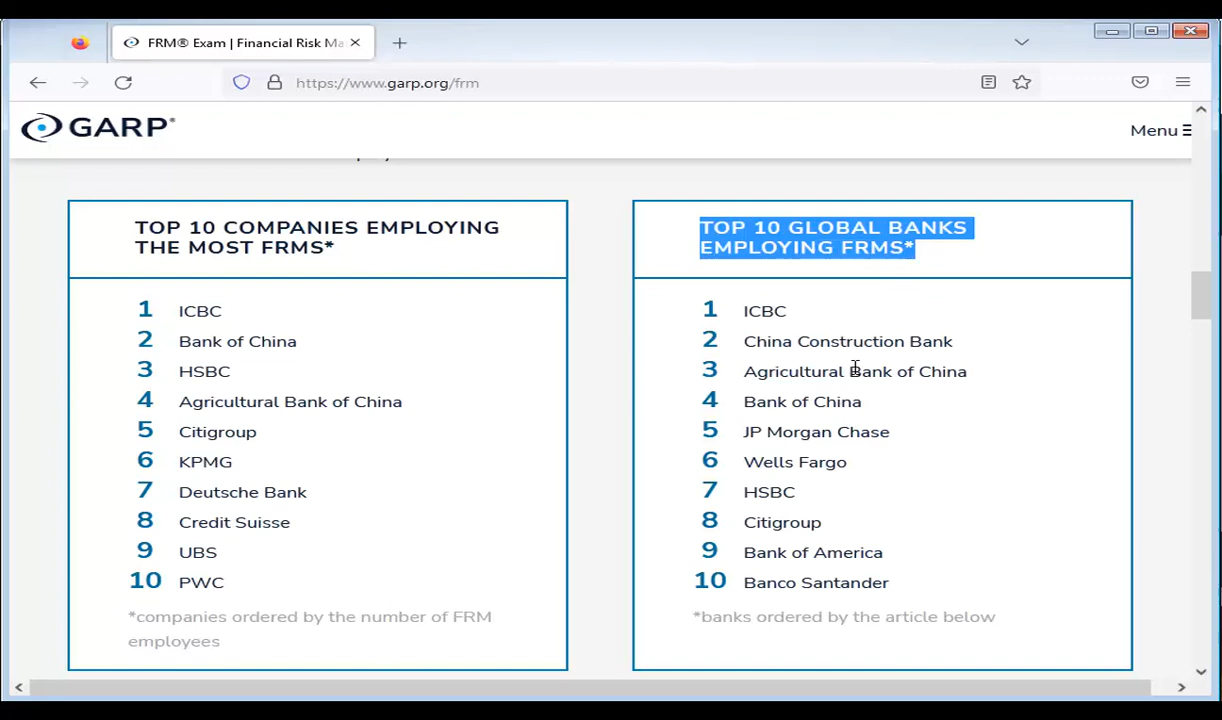 FRM® Exam | Financial Risk Ma
https://www.garp.org/frm
GARP®
Menu
TOP 10 COMPANIES EMPLOYING
THE MOST FRMS*
1 ICBC
2 Bank of China
3 HSBC
4 Agricultural Bank of China
5 Citigroup
6 KPMG
7 Deutsche Bank
8 Credit Suisse
9 UBS
10 PWC
*companies ordered by the number of FRM
employees
TOP 10 GLOBAL BANKS
EMPLOYING FRMS*
1 ICBC
2 China Construction Bank
3 Agricultural Bank of China
4 Bank of China
5 JP Morgan Chase
6 Wells Fargo
7 HSBC
8 Citigroup
9 Bank of America
10 Banco Santander
*banks ordered by the article below